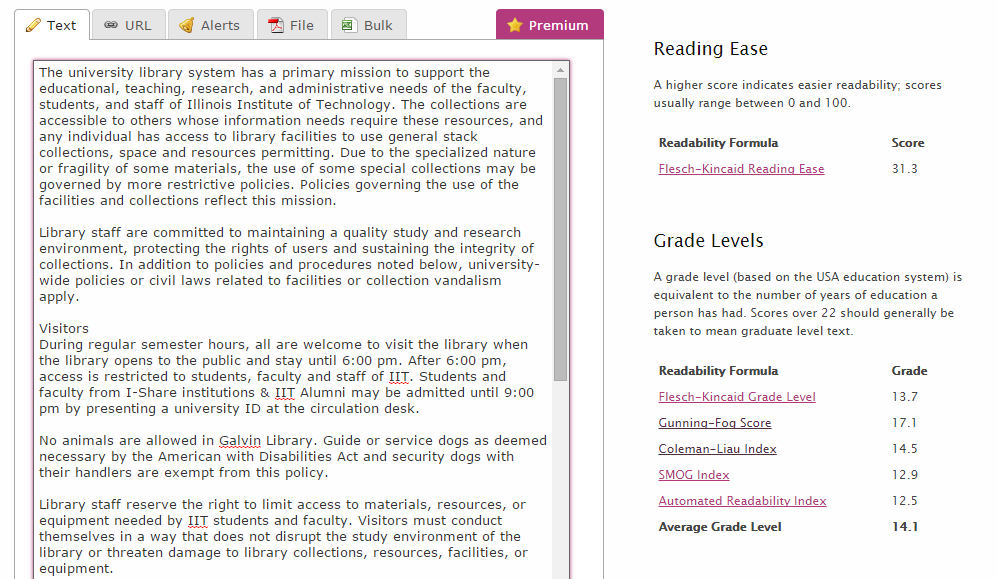 Text URL Alerts File Bulk Premium
The university library system has a primary mission to support the
educational, teaching, research, and administrative needs of the faculty,
students, and staff of Illinois Institute of Technology. The collections are
accessible to others whose information needs require these resources, and
any individual has access to library facilities to use general stack
collections, space and resources permitting. Due to the specialized nature
or fragility of some materials, the use of some special collections may be
governed by more restrictive policies. Policies governing the use of the
facilities and collections reflect this mission.
Library staff are committed to maintaining a quality study and research
environment, protecting the rights of users and sustaining the integrity of
collections. In addition to policies and procedures noted below, university-
wide policies or civil laws related to facilities or collection vandalism
apply.
Visitors
During regular semester hours, all are welcome to visit the library when
the library opens to the public and stay until 6:00 pm. After 6:00 pm,
access is restricted to students, faculty and staff of IIT. Students and
faculty from I-Share institutions & IIT Alumni may be admitted until 9:00
pm by presenting a university ID at the circulation desk.
No animals are allowed in Galvin Library. Guide or service dogs as deemed
necessary by the American with Disabilities Act and security dogs with
their handlers are exempt from this policy.
Library staff reserve the right to limit access to materials, resources, or
equipment needed by IIT students and faculty. Visitors must conduct
themselves in a way that does not disrupt the study environment of the
library or threaten damage to library collections, resources, facilities, or
equipment.
Reading Ease
A higher score indicates easier readability; scores
usually range between 0 and 100.
Readability Formula Score
Flesch-Kincaid Reading Ease 31.3
Grade Levels
A grade level (based on the USA education system) is
equivalent to the number of years of education a
person has had. Scores over 22 should generally be
taken to mean graduate level text.
Readability Formula Grade
Flesch-Kincaid Grade Level 13.7
Gunning-Fog Score 17.1
Coleman-Liau Index 14.5
SMOG Index 12.9
Automated Readability Index 12.5
Average Grade Level 14.1